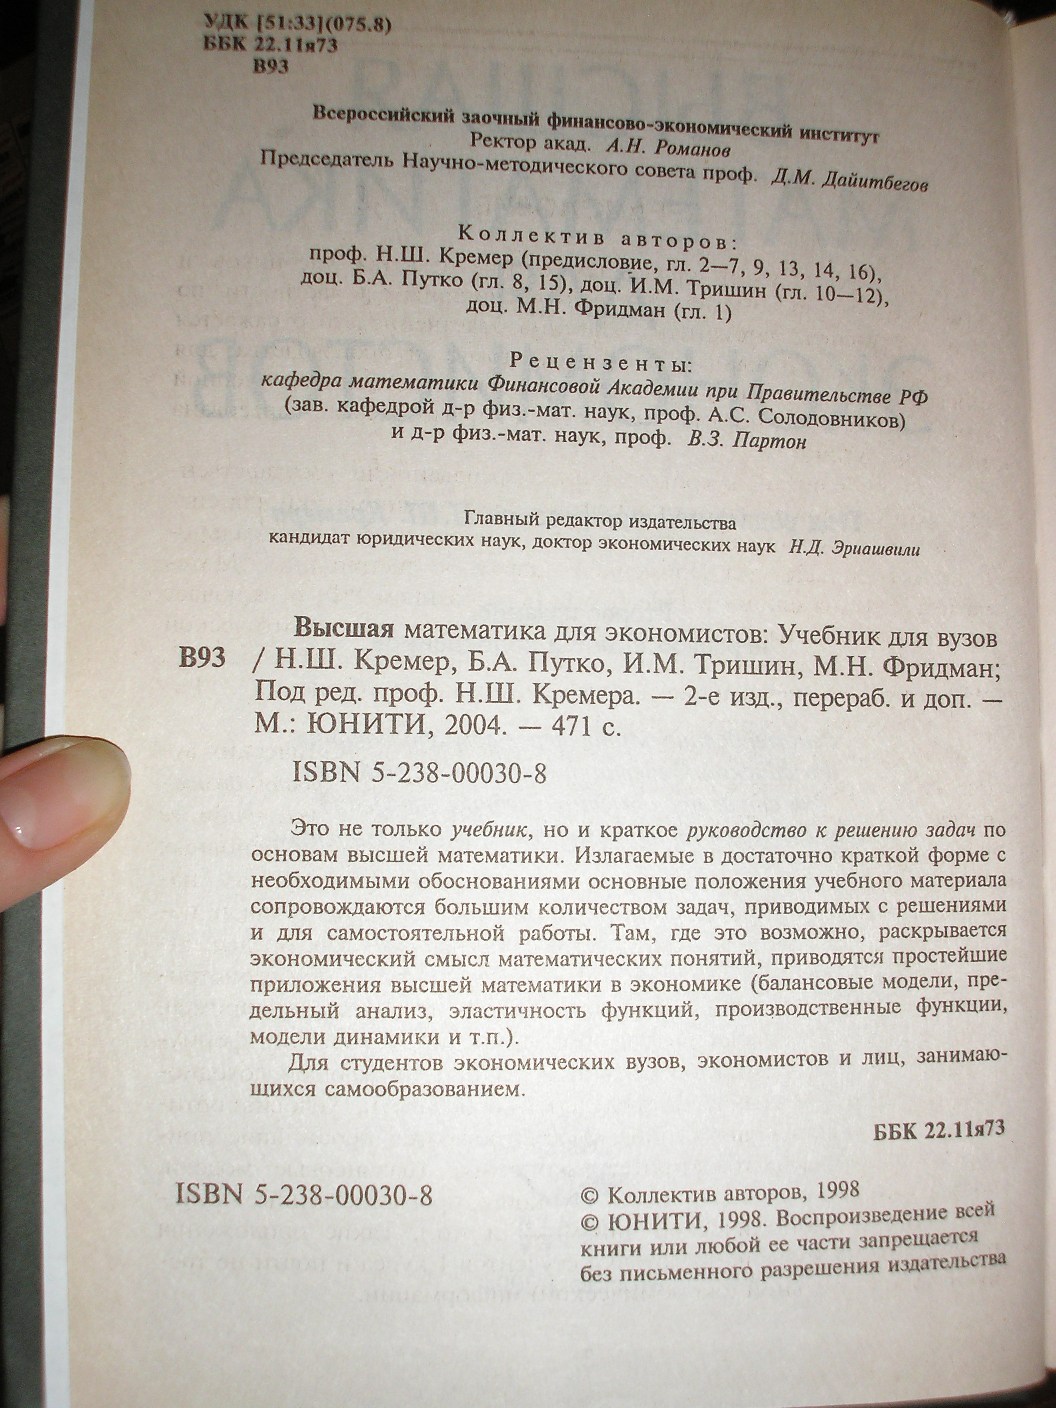 УДК [51:33](075.8)
ББК 22.11я73
В93
Всероссийский заочный финансово-экономический институт
Ректор акад. А.Н. Романов
Председатель Научно-методического совета проф. Д.М. Дайитбегов
Коллектив авторов:
проф. Н.Ш. Кремер (предисловие, гл. 2—7, 9, 13, 14, 16),
доц. Б.А. Путко (гл. 8, 15), доц. И.М. Тришин (гл. 10—12),
доц. М.Н. Фридман (гл. 1)
Рецензенты:
кафедра математики Финансовой Академии при Правительстве РФ
(зав. кафедрой д-р физ.-мат. наук, проф. А.С. Солодовников)
и д-р физ.-мат. наук, проф. В.З. Партон
Главный редактор издательства
кандидат юридических наук, доктор экономических наук Н.Д. Эриашвили
Высшая математика для экономистов: Учебник для вузов
В93 / Н.Ш. Кремер, Б.А. Путко, И.М. Тришин, М.Н. Фридман;
Под ред. проф. Н.Ш. Кремера. — 2-е изд., перераб. и доп. —
М.: ЮНИТИ, 2004. — 471 с.
ISBN 5-238-00030-8
Это не только учебник, но и краткое руководство к решению задач по
основам высшей математики. Излагаемые в достаточно краткой форме с
необходимыми обоснованиями основные положения учебного материала
сопровождаются большим количеством задач, приводимых с решениями
и для самостоятельной работы. Там, где это возможно, раскрывается
экономический смысл математических понятий, приводятся простейшие
приложения высшей математики в экономике (балансовые модели, пре-
дельный анализ, эластичность функций, производственные функции,
модели динамики и т.п.).
Для студентов экономических вузов, экономистов и лиц, занимаю-
щихся самообразованием.
ББК 22.11я73
ISBN 5-238-00030-8
© Коллектив авторов, 1998
© ЮНИТИ, 1998. Воспроизведение всей
книги или любой ее части запрещается
без письменного разрешения издательства